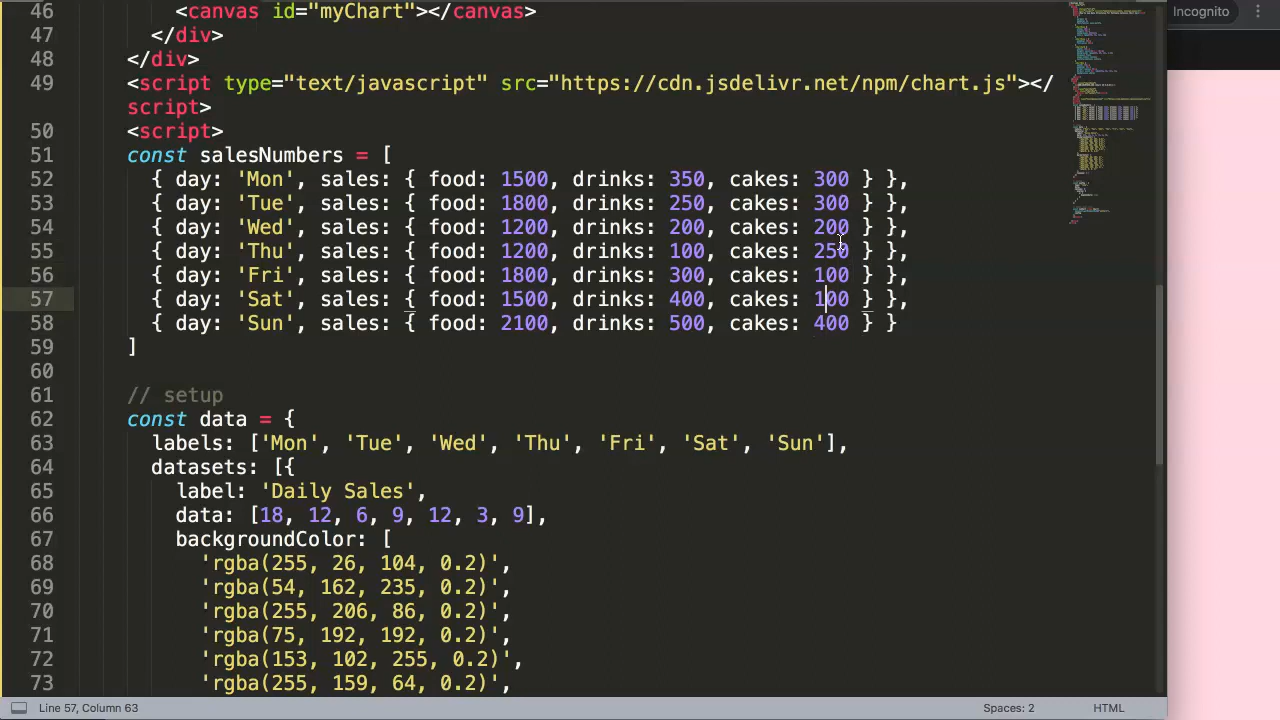 46 <canvas id="myChart"></canvas>
Incognito
47 </div>
48 </div>
49 <script type="text/javascript" src="https://cdn.jsdelivr.net/npm/chart.js"></
script>
50 <script>
51 const salesNumbers = [
52 { day: 'Mon', sales: { food: 1500, drinks: 350, cakes: 300 } },
53 { day: 'Tue', sales: { food: 1800, drinks: 250, cakes: 300 } },
54 { day: 'Wed', sales: { food: 1200, drinks: 200, cakes: 200 } },
55 { day: 'Thu', sales: { food: 1200, drinks: 100, cakes: 250 } },
56 { day: 'Fri', sales: { food: 1800, drinks: 300, cakes: 100 } },
57 { day: 'Sat', sales: { food: 1500, drinks: 400, cakes: 100 } },
58 { day: 'Sun', sales: { food: 2100, drinks: 500, cakes: 400 } }
59 ]
60
61 // setup
62 const data = {
63 labels: ['Mon', 'Tue', 'Wed', 'Thu', 'Fri', 'Sat', 'Sun'],
64 datasets: [{
65 label: 'Daily Sales',
66 data: [18, 12, 6, 9, 12, 3, 9],
67 backgroundColor: [
68 'rgba(255, 26, 104, 0.2)',
69 'rgba(54, 162, 235, 0.2)',
70 'rgba(255, 206, 86, 0.2)',
71 'rgba(75, 192, 192, 0.2)',
72 'rgba(153, 102, 255, 0.2)',
73 'rgba(255, 159, 64, 0.2)',
Line 57, Column 63
Spaces: 2
HTML